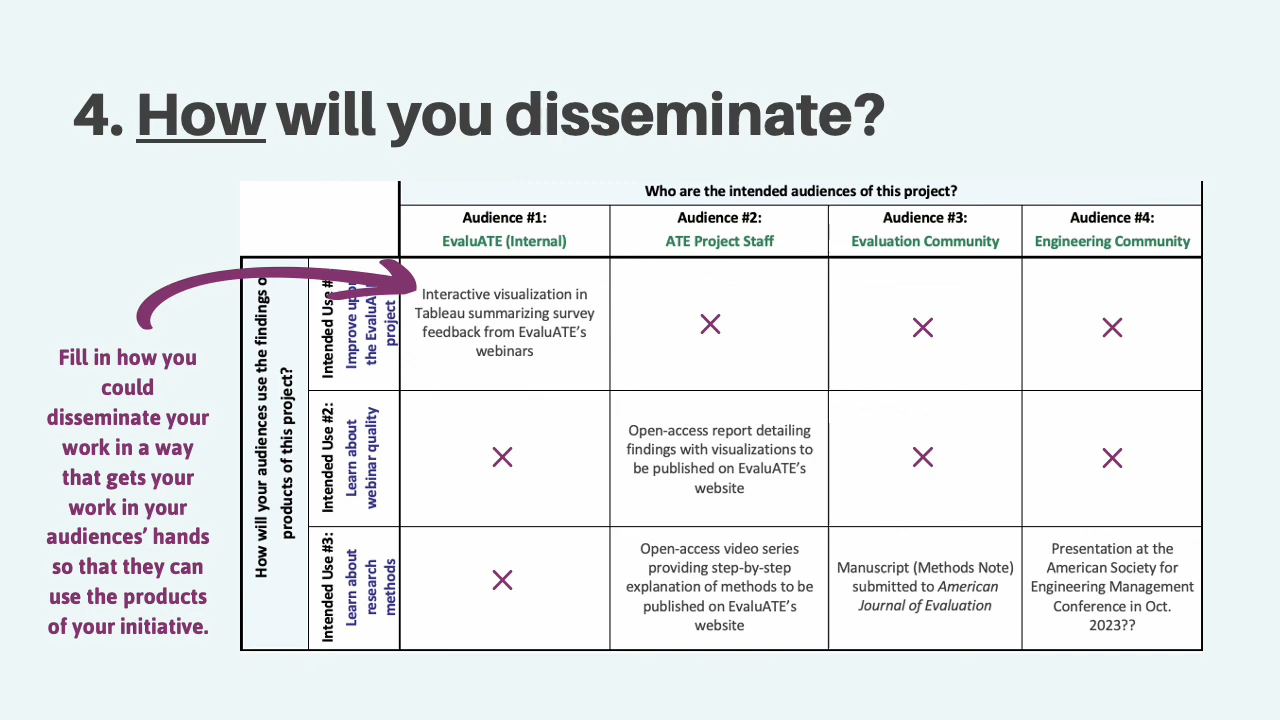 4. How will you disseminate?
Who are the intended audiences of this project?
Audience #1:
EvaluATE (Internal)
Audience #2:
ATE Project Staff
Audience #3:
Evaluation Community
Audience #4:
Engineering Community
Fill in how you
could
disseminate your
work in a way
that gets your
work in your
audiences’ hands
so that they can
use the products
of your initiative.
How will your audiences use the findings
products of this project?
Intended Use
Improve upon
the
project
Interactive visualization in
Tableau summarizing survey
feedback from EvaluATE’s
webinars
Intended Use #2:
Learn about
webinar quality
Open-access report detailing
findings with visualizations to
be published on EvaluATE’s
website
Intended Use #3:
Learn about
research
methods
Open-access video series
providing step-by-step
explanation of methods to be
published on EvaluATE’s
website
Manuscript (Methods Note)
submitted to American
Journal of Evaluation
Presentation at the
American Society for
Engineering Management
Conference in Oct.
2023??